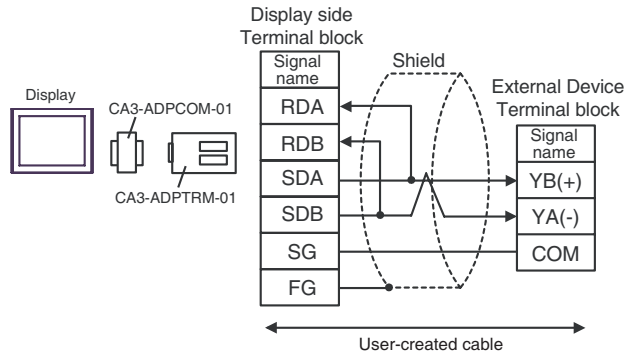 Display side
Terminal block
Shield
External Device
Terminal block
Display
CA3-ADPCOM-01
CA3-ADPTRM-01
Signal
name
RDA
RDB
SDA
SDB
SG
FG
Signal
name
YB(+)
YA(-)
COM
User-created cable